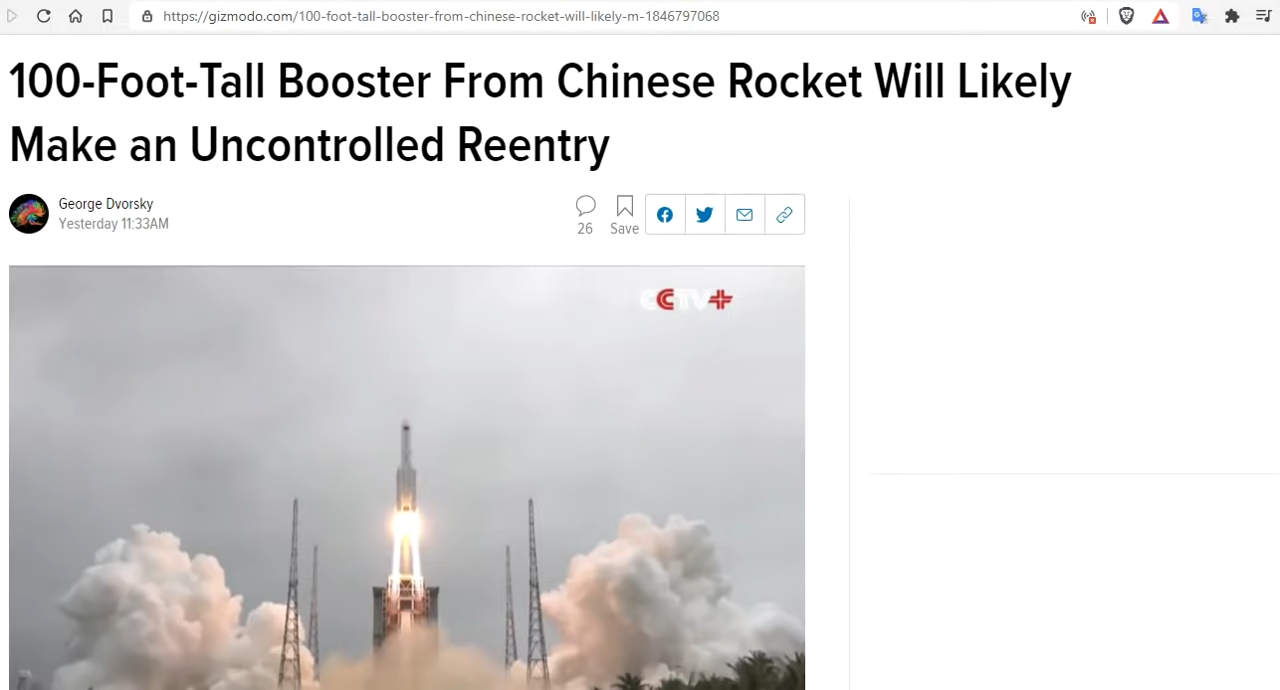 https://gizmodo.com/100-foot-tall-booster-from-chinese-rocket-will-likely-m-1846797068
100-Foot-Tall Booster From Chinese Rocket Will Likely
Make an Uncontrolled Reentry
George Dvorsky
Yesterday 11:33AM
26
Save
CCTV+